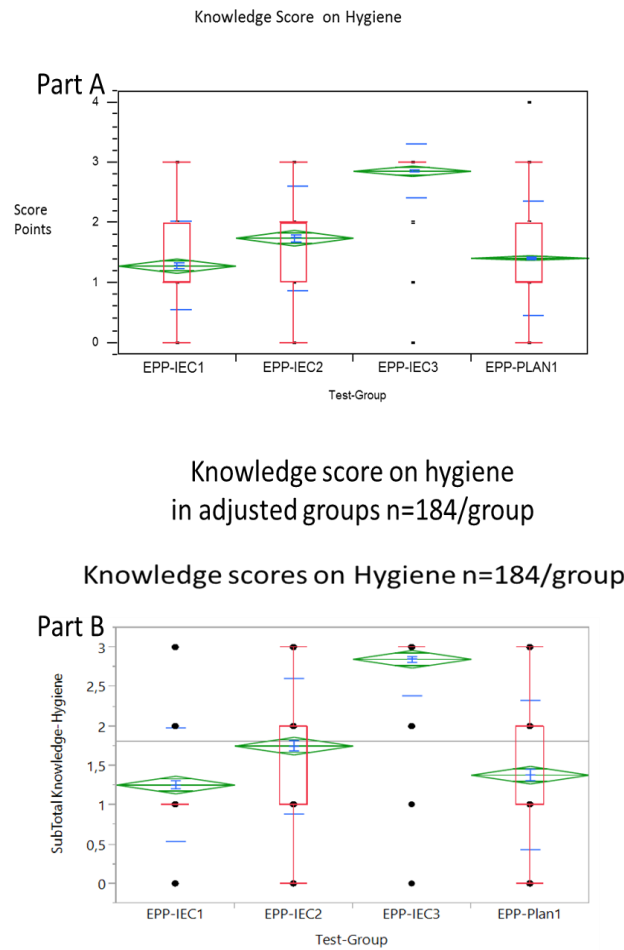 Knowledge Score on Hygiene
Part A
4
3
2
1
0
Score
Points
EPP-IEC1 EPP-IEC2 EPP-IEC3 EPP-PLAN1
Test-Group
Knowledge score on hygiene
in adjusted groups n=184/group
Knowledge scores on Hygiene n=184/group
Part B
3
2,5
2
1,5
1
0,5
0
SubTotal Knowledge-Hygiene
EPP-IEC1 EPP-IEC2 EPP-IEC3 EPP-Plan1
Test-Group